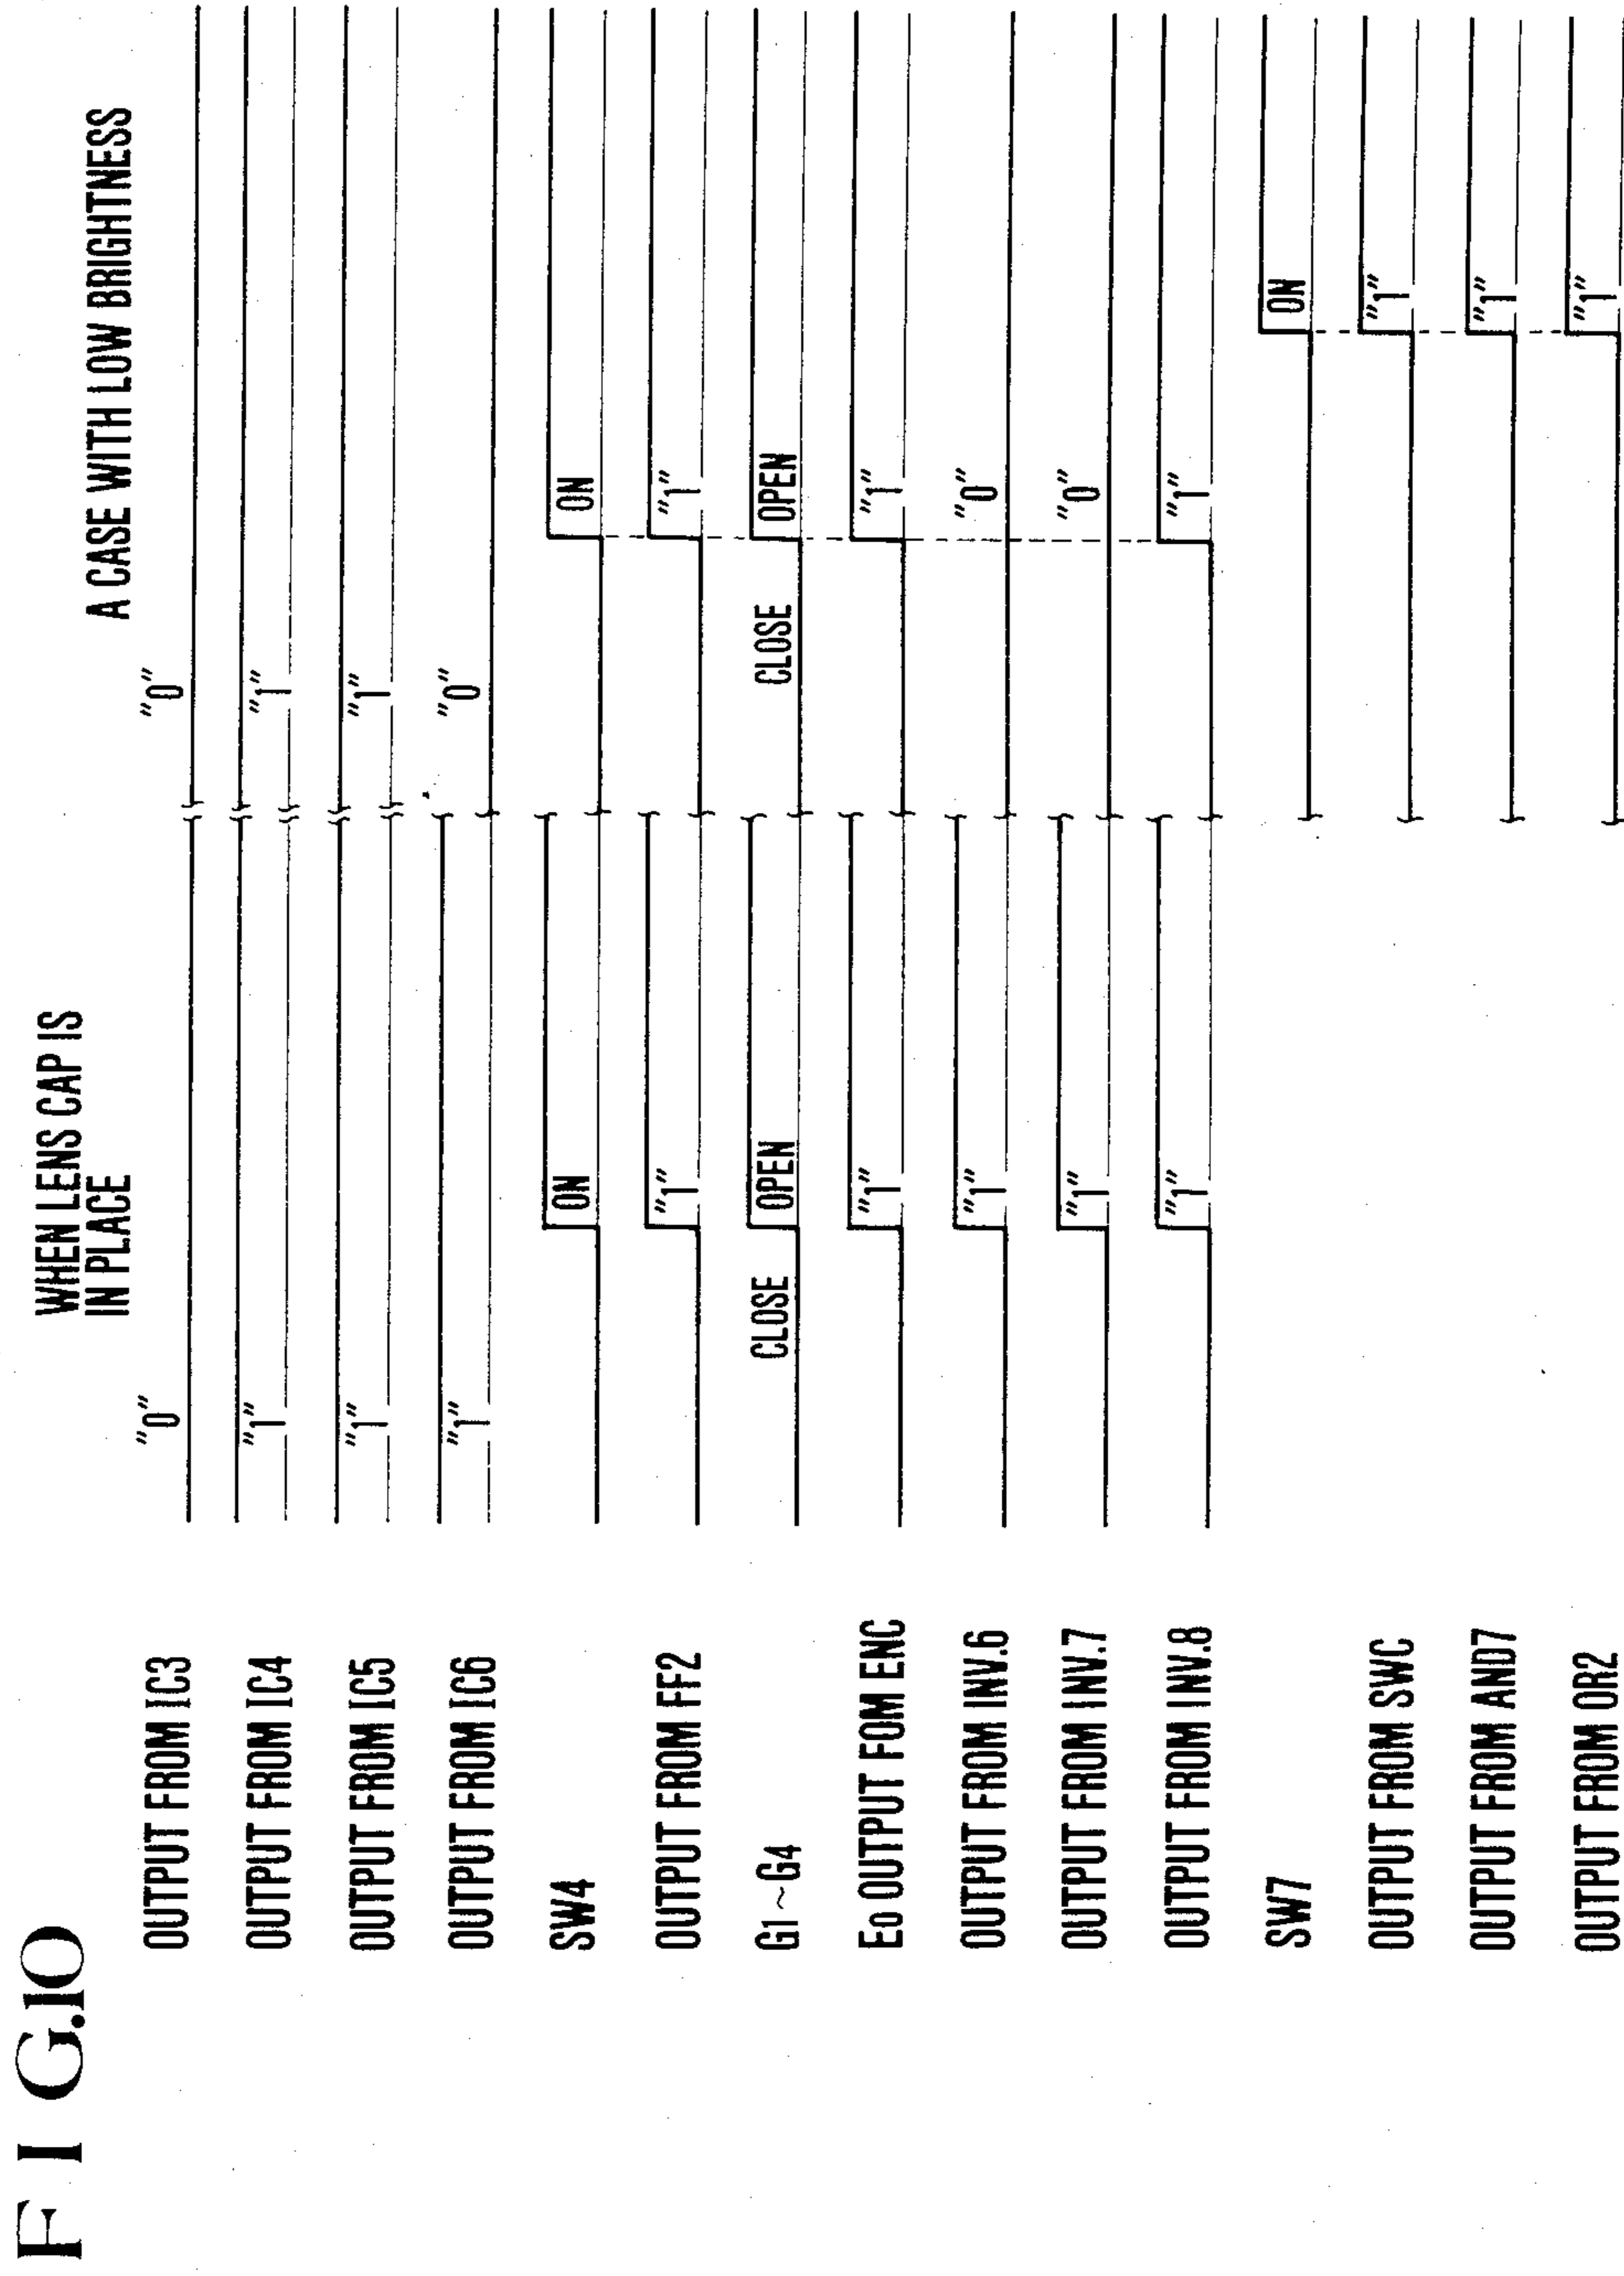 FIG.10
WHEN LENS CAP IS
IN PLACE
A CASE WITH LOW BRIGHTNESS
OUTPUT FROM IC3 "0" "0"
OUTPUT FROM IC4 "1" "1"
OUTPUT FROM IC5 "1" "1"
OUTPUT FROM IC6 "1" "0"
SW4 ON ON
OUTPUT FROM FF2 "1" "1"
G1~G4 CLOSE OPEN CLOSE OPEN
E0 OUTPUT FOM ENC "1" "1"
OUTPUT FROM INV.6 "1" "0"
OUTPUT FROM INV.7 "1" "0"
OUTPUT FROM INV.8 "1" "1"
SW7 ON
OUTPUT FROM SWC "1"
OUTPUT FROM AND7 "1"
OUTPUT FROM OR2 "1"